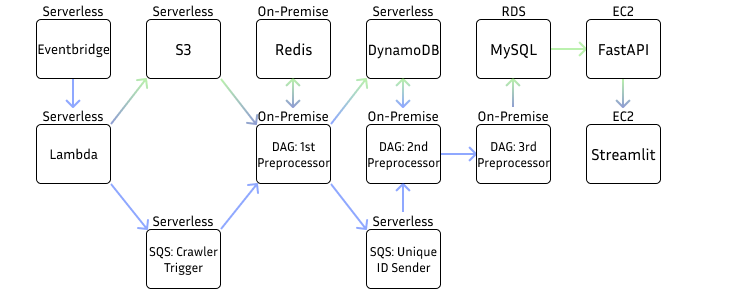 Serverless
Eventbridge
Serverless
S3
On-Premise
Redis
Serverless
DynamoDB
RDS
MySQL
EC2
FastAPI
Serverless
Lambda
On-Premise
DAG: 1st
Preprocessor
On-Premise
DAG: 2nd
Preprocessor
On-Premise
DAG: 3rd
Preprocessor
EC2
Streamlit
Serverless
SQS: Crawler
Trigger
Serverless
SQS: Unique
ID Sender